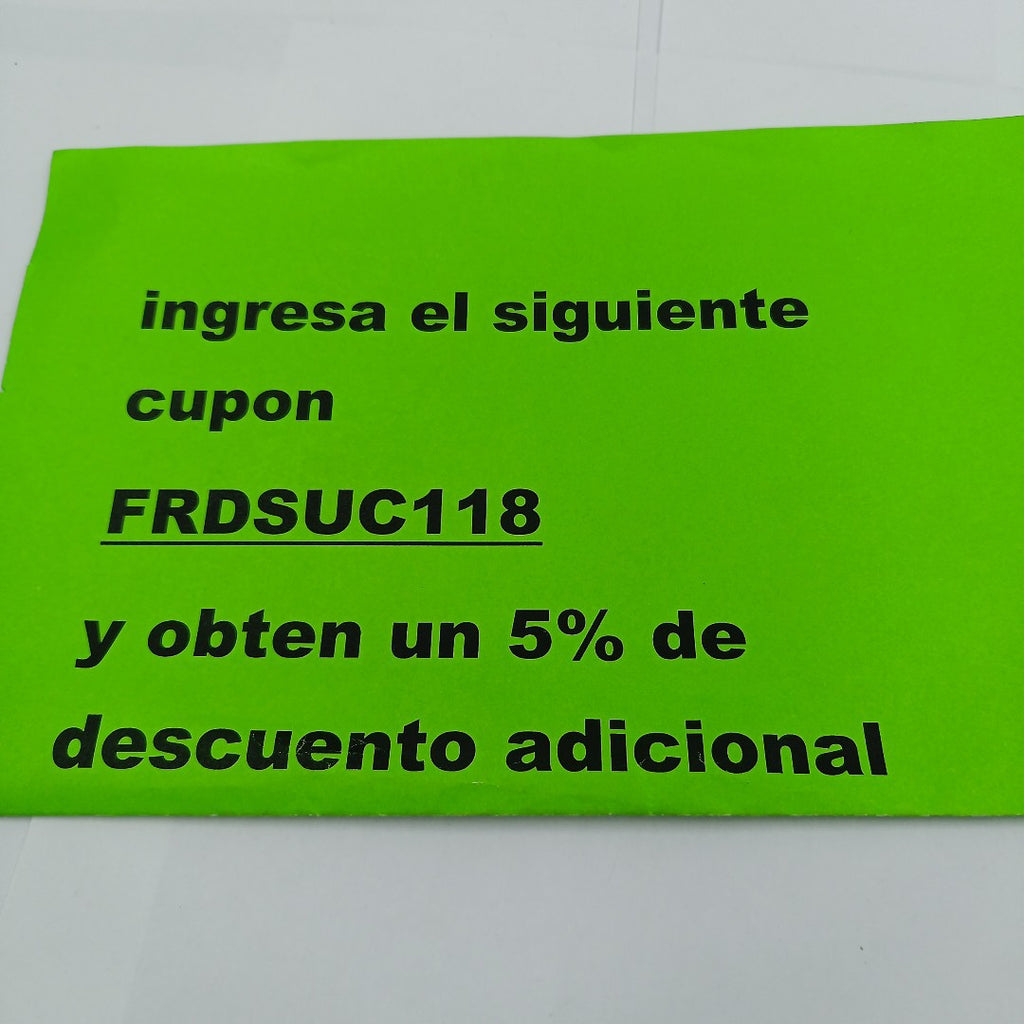 ingresa el siguiente
cupon
FRDSUC118
y obten un 5% de
descuento adicional